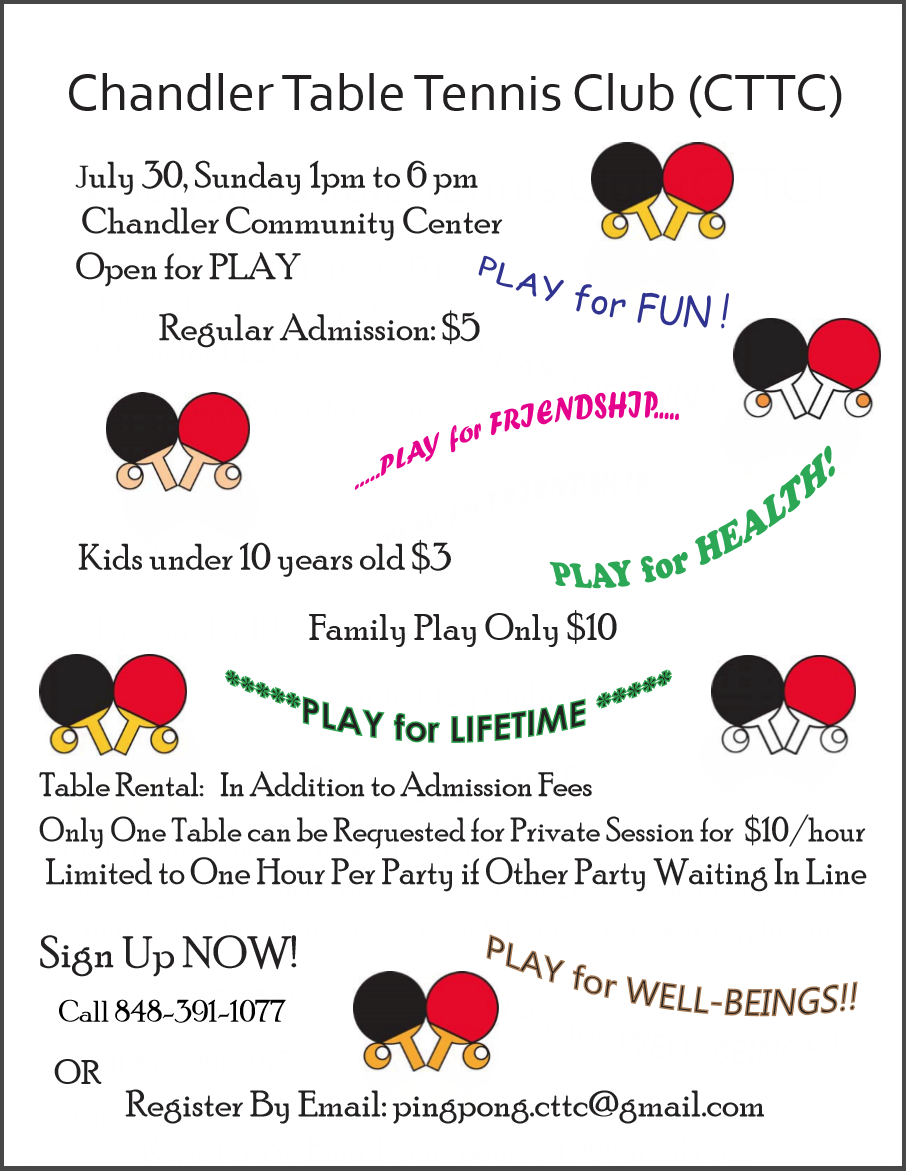 Chandler Table Tennis Club (CTTC)
July 30, Sunday 1pm to 6 pm
Chandler Community Center
Open for PLAY
PLAY for FUN !
Regular Admission: $5
.....PLAY for FRIENDSHIP.....
PLAY for HEALTH!
Kids under 10 years old $3
Family Play Only $10
*****PLAY for LIFETIME *****
Table Rental: In Addition to Admission Fees
Only One Table can be Requested for Private Session for $10/hour
Limited to One Hour Per Party if Other Party Waiting In Line
Sign Up NOW!
PLAY for WELL-BEINGS!!
Call 848-391-1077
OR
Register By Email: pingpong.cttc@gmail.com